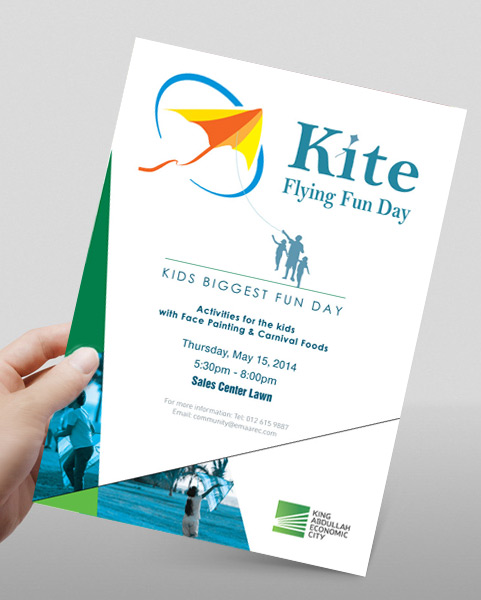 Kite
Flying Fun Day
KIDS BIGGEST FUN DAY
Activities for the kids
with Face Painting & Carnival Foods
Thursday, May 15, 2014
5:30pm - 8:00pm
Sales Center Lawn
For more information: Tel: 012 615 9887
Email: community@emaarec.com
KING
ABDULLAH
ECONOMIC
CITY